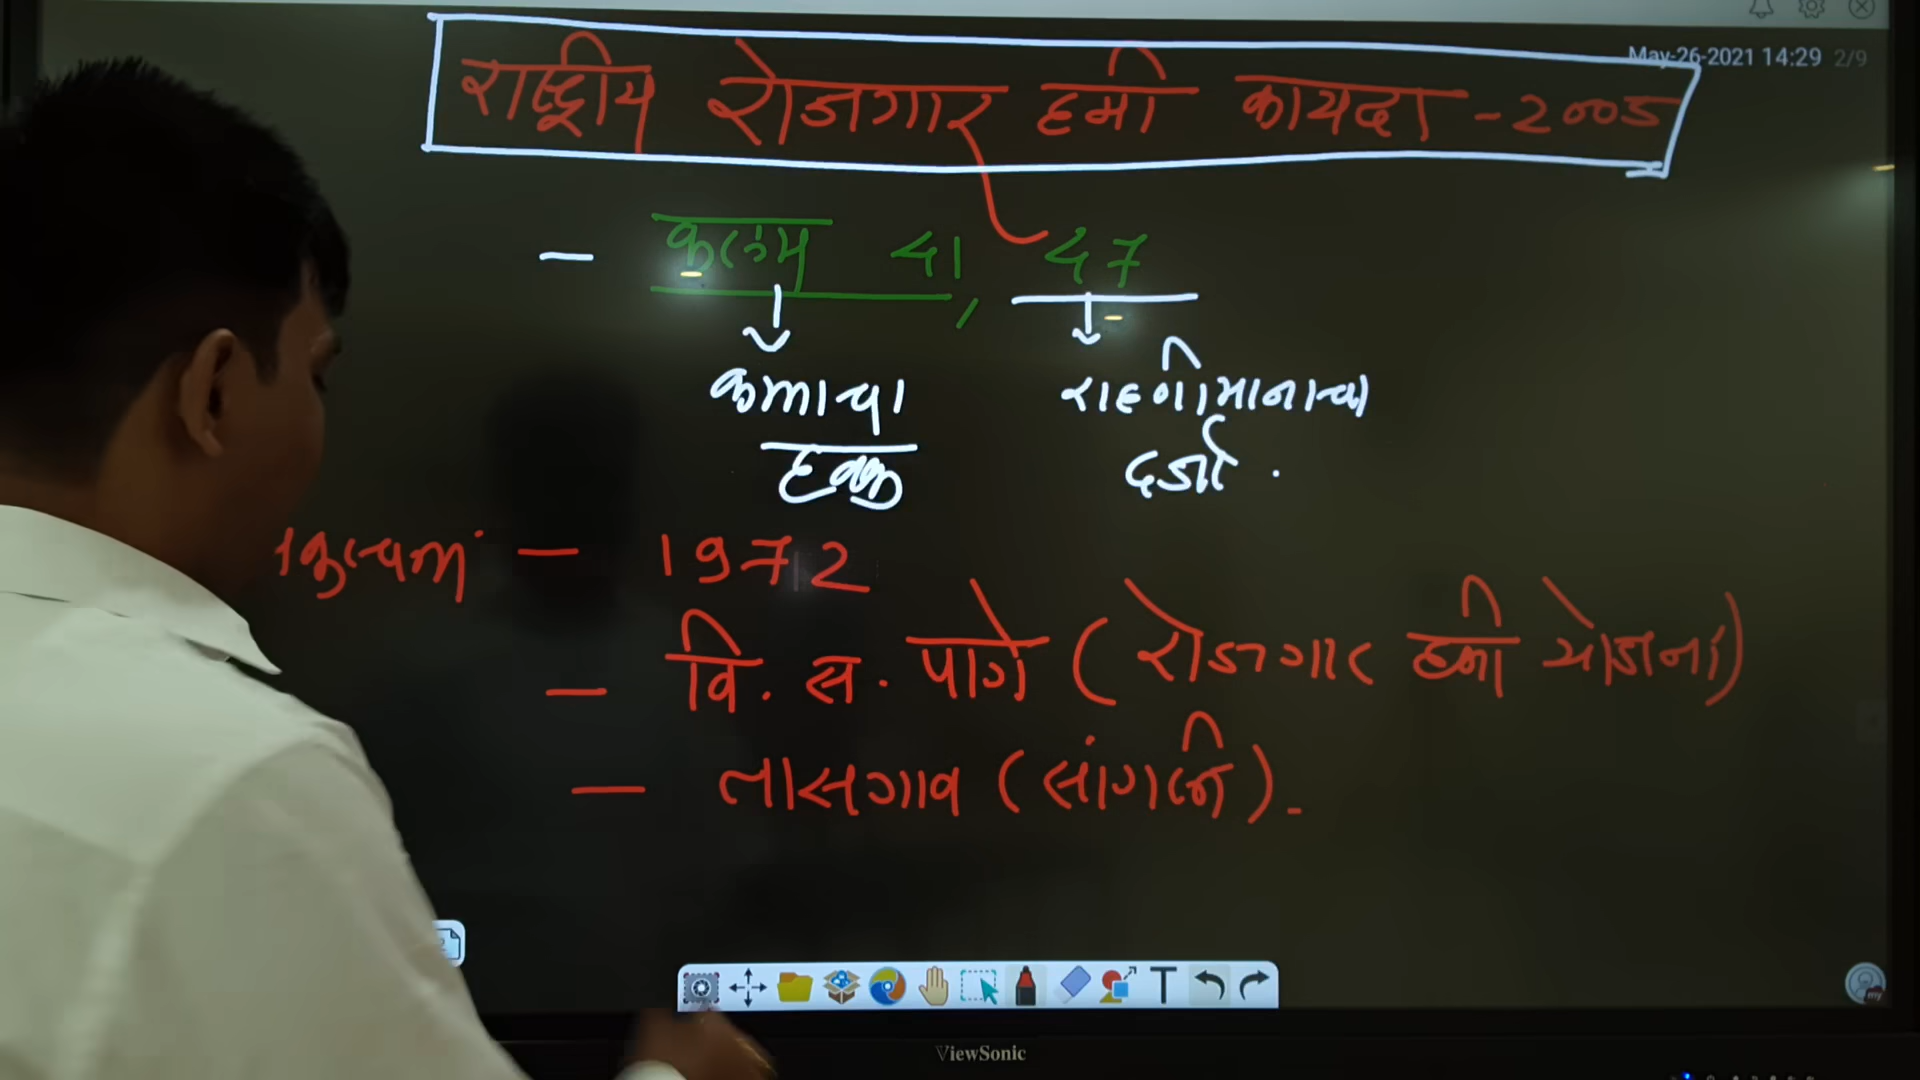 May-26-2021 14:29 2/9
राष्ट्रीय रोजगार हमी कायदा - 2005
- कलम 41, 47
कामाचा राहणीमानाचा
हक्क दर्जा.
- 1972
- वि. स. पागे (रोजगार हमी योजना)
- तासगाव (सांगली).
T
ViewSonic